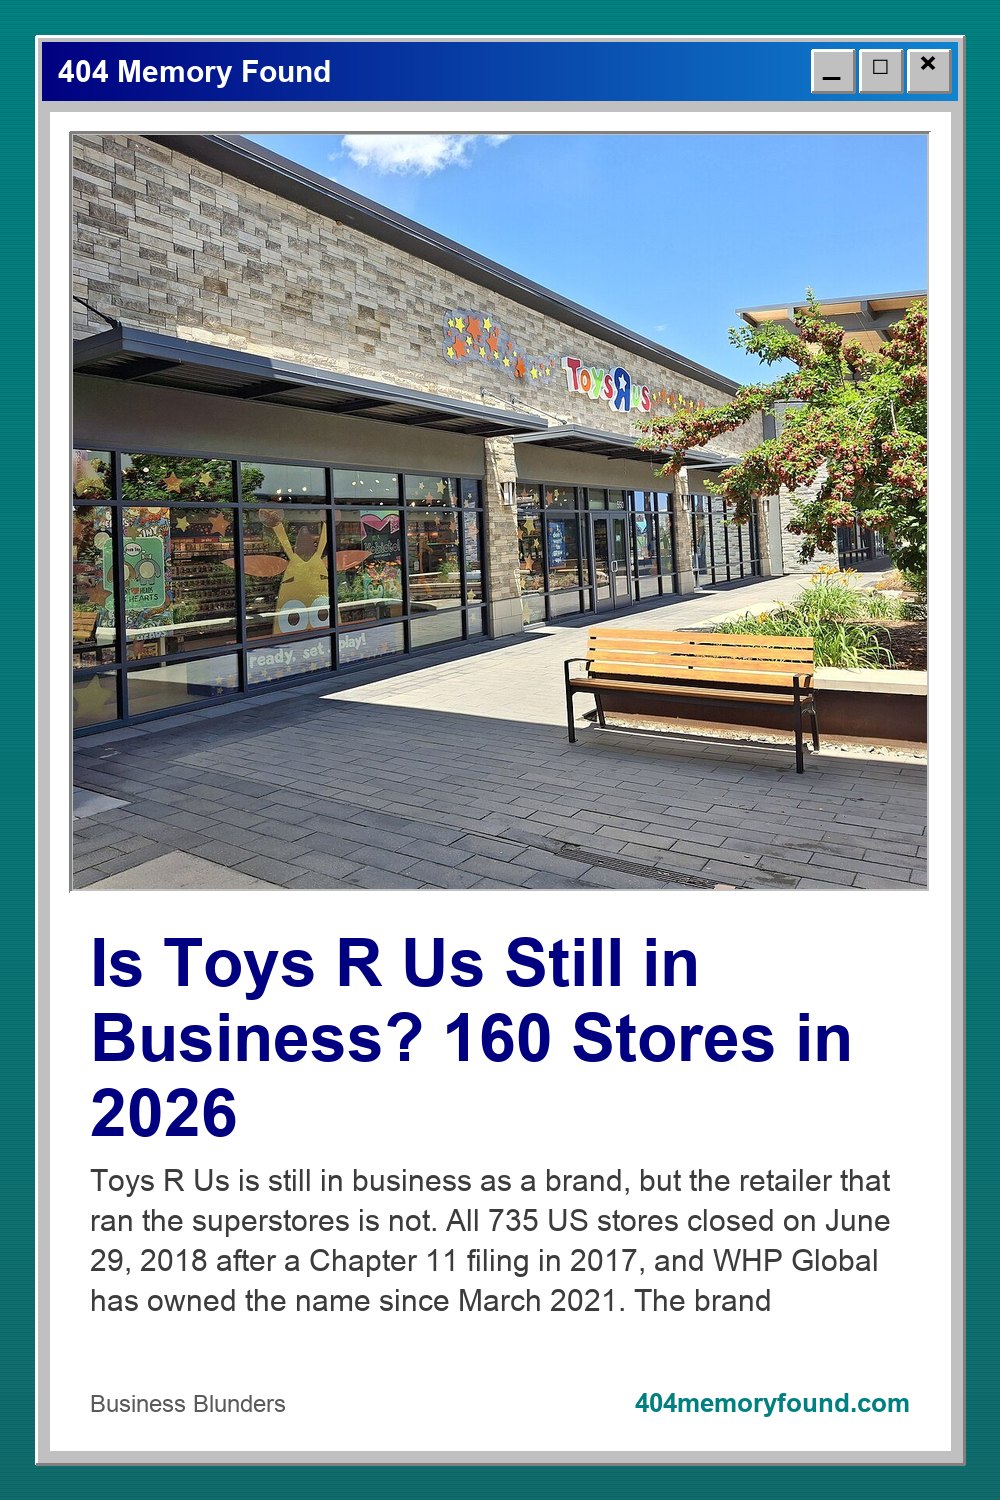 404 Memory Found
ToysRus
HEARTS
ready, set, play!
Is Toys R Us Still in
Business? 160 Stores in
2026
Toys R Us is still in business as a brand, but the retailer that
ran the superstores is not. All 735 US stores closed on June
29, 2018 after a Chapter 11 filing in 2017, and WHP Global
has owned the name since March 2021. The brand
Business Blunders
404memoryfound.com